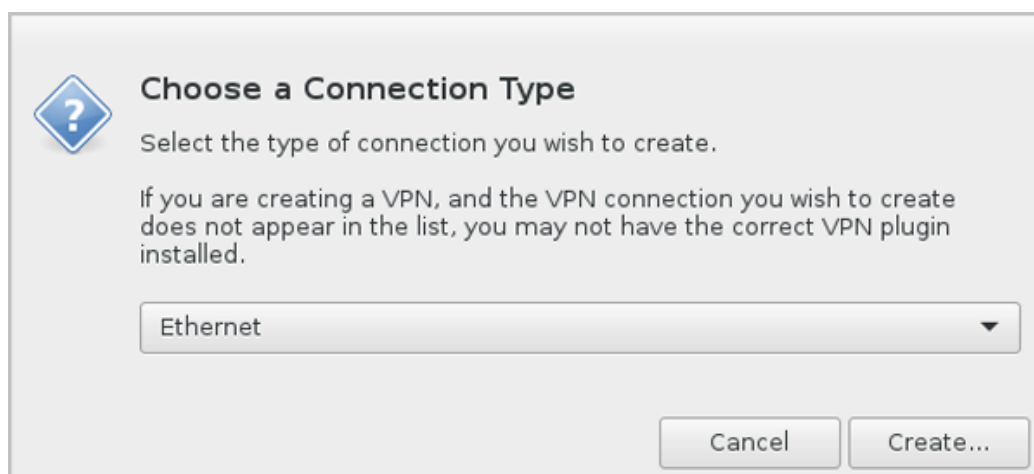 ?
Choose a Connection Type
Select the type of connection you wish to create.
If you are creating a VPN, and the VPN connection you wish to create
does not appear in the list, you may not have the correct VPN plugin
installed.
Ethernet
Cancel
Create...